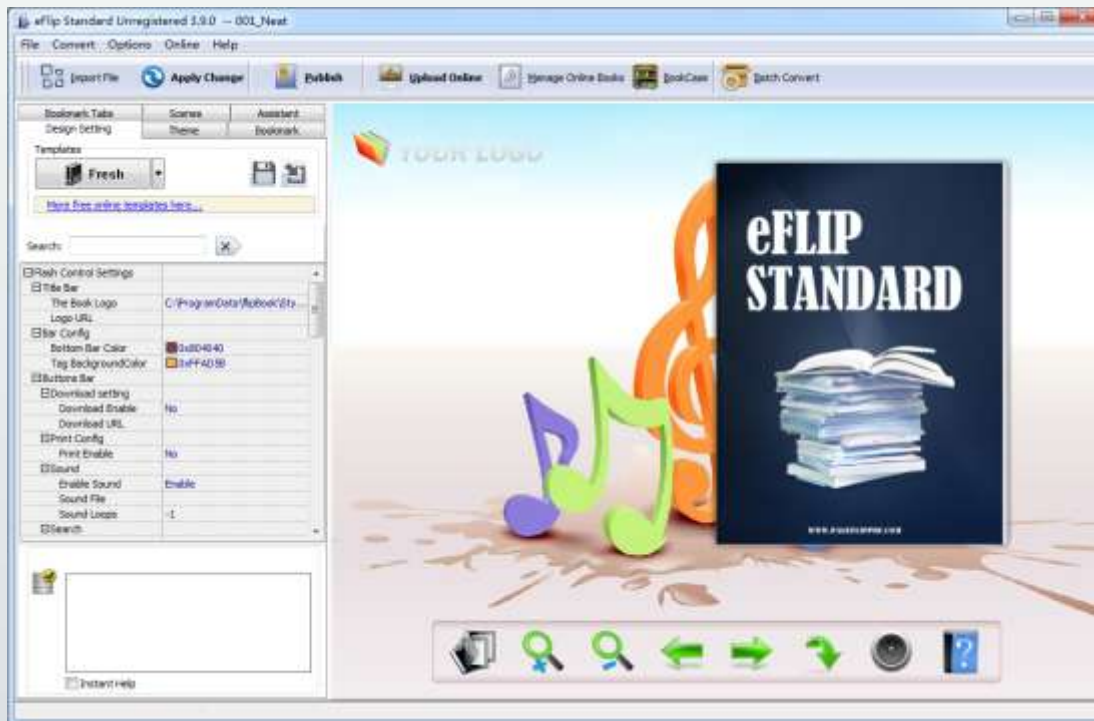 eFlip Standard Unregistered 3.9.0 -- 001_Neat
File Convert Options Online Help
Import File Apply Change Publish Upload Online Manage Online Books BookCase Batch Convert
Bookmark Tabs Scenes Assistant
Design Setting Theme Bookmark
Templates
Fresh
More free online templates here...
Search:
Flash Control Settings
Title Bar
The Book Logo C:\ProgramData\flipBook\Sty...
Logo URL
Bar Config
Bottom Bar Color 0x804040
Tag BackgroundColor
Buttons Bar
Download setting
Download Enable No
Download URL
Print Config
Print Enable No
Sound
Enable Sound Enable
Sound File
Sound Loops -1
Search
Instant Help
YOUR LOGO
eFLIP
STANDARD